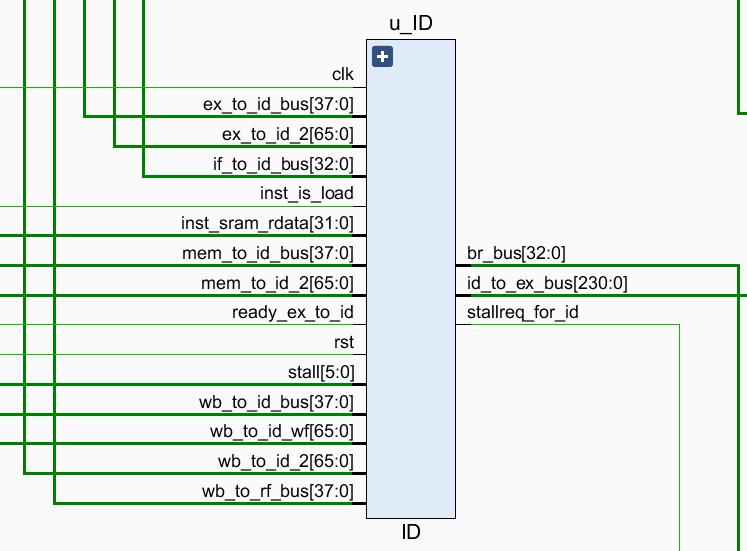 u_ID
clk
ex_to_id_bus[37:0]
ex_to_id_2[65:0]
if_to_id_bus[32:0]
inst_is_load
inst_sram_rdata[31:0]
mem_to_id_bus[37:0]
br_bus[32:0]
mem_to_id_2[65:0]
id_to_ex_bus[230:0]
ready_ex_to_id
stallreq_for_id
rst
stall[5:0]
wb_to_id_bus[37:0]
wb_to_id_wf[65:0]
wb_to_id_2[65:0]
wb_to_rf_bus[37:0]
ID